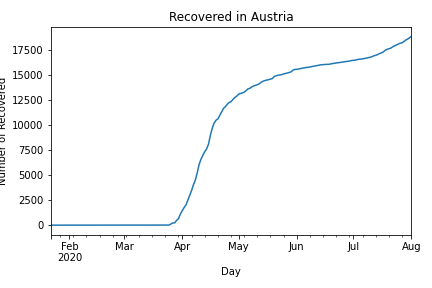 Recovered in Austria
Number of Recovered
17500
15000
12500
10000
7500
5000
2500
0
Feb
2020
Mar
Apr
May
Jun
Jul
Aug
Day